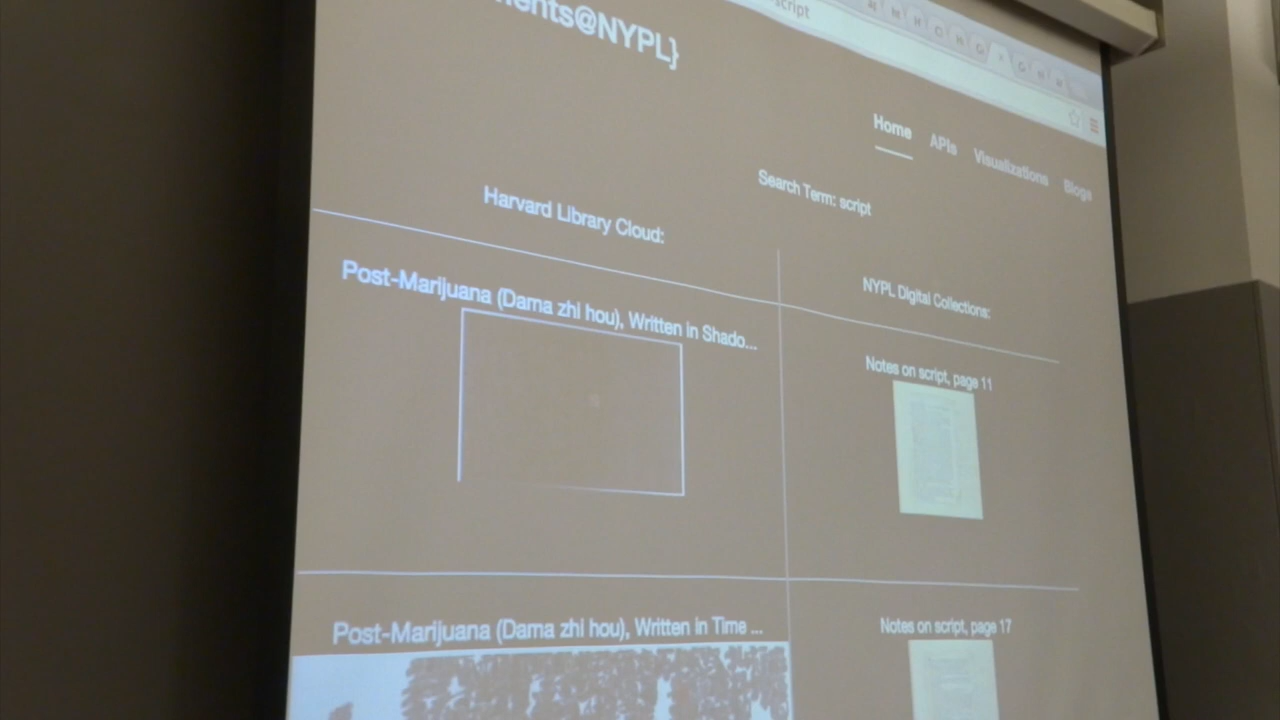 ents@NYPL}
script
Home APIs Visualizations Blogs
Search Term: script
Harvard Library Cloud:
NYPL Digital Collections:
Post-Marijuana (Dama zhi hou), Written in Shado...
Notes on script, page 11
Post-Marijuana (Dama zhi hou), Written in Time ...
Notes on script, page 17